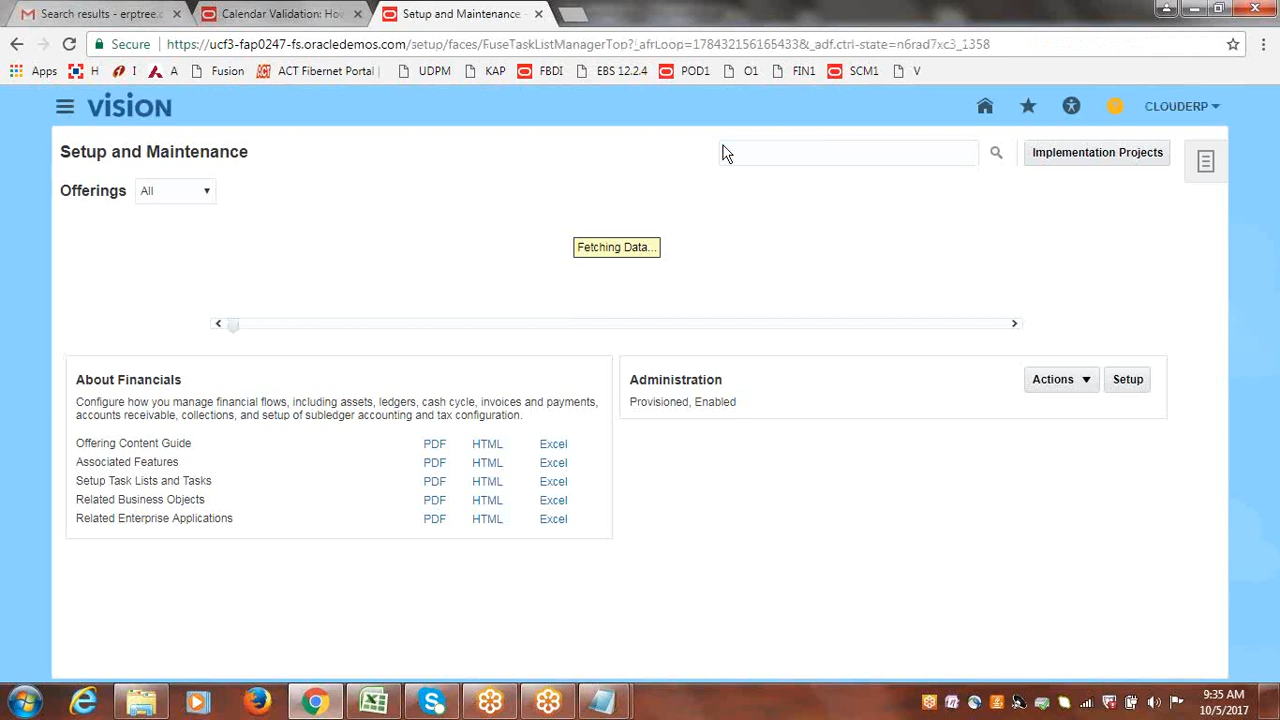 Search results - erptree.c
Calendar Validation: Ho
Setup and Maintenance
Secure
https://ucf3-fap0247-fs.oracledemos.com/setup/faces/FuseTaskListManagerTop?_afrLoop=1784321561654338&_adf.ctrl-state=n6rad7xc3_1358
Apps H I A Fusion ACT Fibernet Portal UDPM KAP FBDI EBS 12.2.4 POD1 O1 FIN1 SCM1 V
VISION
CLOUDERP
Setup and Maintenance
Implementation Projects
Offerings All
Fetching Data...
About Financials
Configure how you manage financial flows, including assets, ledgers, cash cycle, invoices and payments,
accounts receivable, collections, and setup of subledger accounting and tax configuration.
Offering Content Guide PDF HTML Excel
Associated Features PDF HTML Excel
Setup Task Lists and Tasks PDF HTML Excel
Related Business Objects PDF HTML Excel
Related Enterprise Applications PDF HTML Excel
Administration Actions Setup
Provisioned, Enabled
9:35 AM
10/5/2017